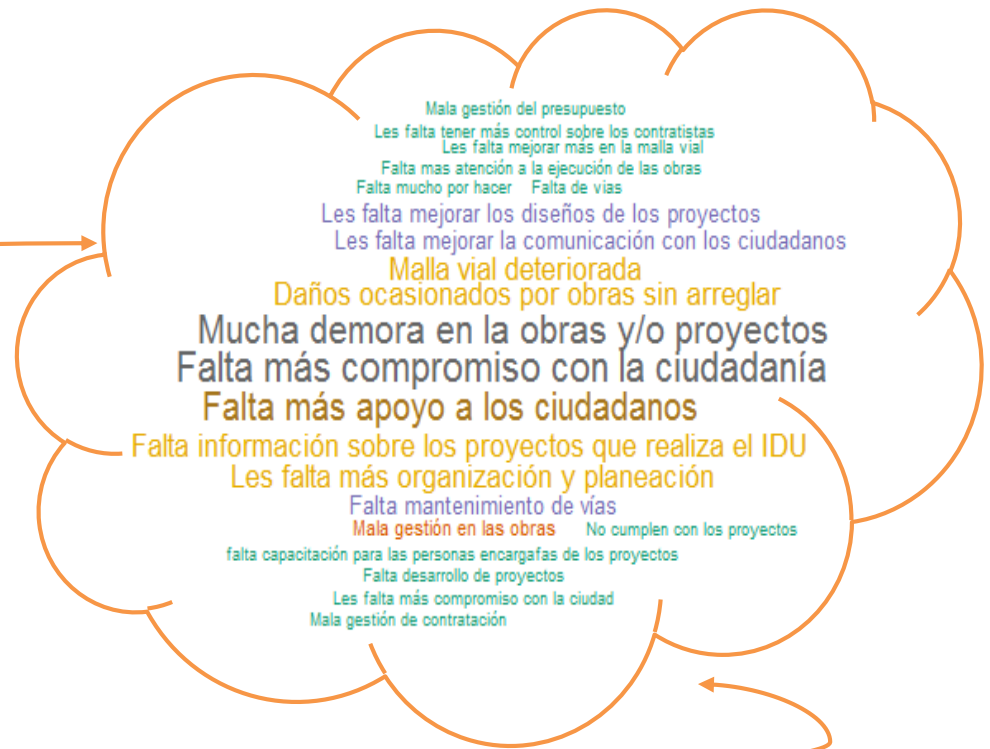 Mala gestión del presupuesto
Les falta tener más control sobre los contratistas
Les falta mejorar más en la malla vial
Falta mas atención a la ejecución de las obras
Falta mucho por hacer Falta de vias
Les falta mejorar los diseños de los proyectos
Les falta mejorar la comunicación con los ciudadanos
Malla vial deteriorada
Daños ocasionados por obras sin arreglar
Mucha demora en la obras y/o proyectos
Falta más compromiso con la ciudadanía
Falta más apoyo a los ciudadanos
Falta información sobre los proyectos que realiza el IDU
Les falta más organización y planeación
Falta mantenimiento de vías
Mala gestión en las obras No cumplen con los proyectos
falta capacitación para las personas encargafas de los proyectos
Falta desarrollo de proyectos
Les falta más compromiso con la ciudad
Mala gestión de contratación